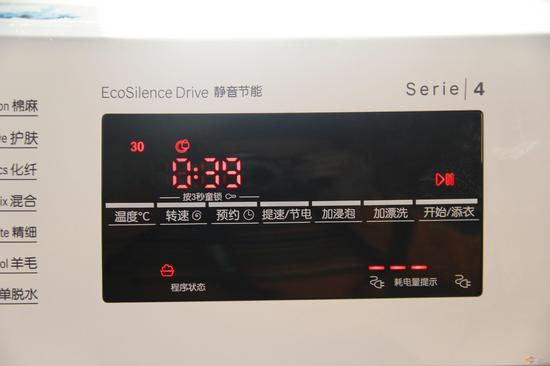 EcoSilence Drive 静音节能
Serie 4
on 棉麻
ve 护肤
cs 化纤
ix 混合
te 精细
ol 羊毛
单脱水
30
0:39
按3秒童锁
温度℃ 转速 预约 提速/节电 加浸泡 加漂洗 开始/添衣
程序状态
耗电量提示